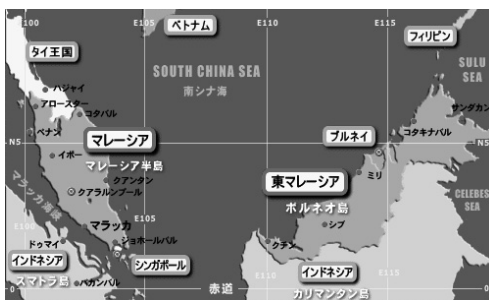 E100
E105
ベトナム
E110
E115
フィリピン
タイ王国
SOUTH CHINA SEA
南シナ海
SULU
SEA
ハジャイ
アロースター
コタバル
サンダカン
コタキナバル
N5
ペナン
マレーシア
ブルネイ
N5
イポー
マレーシア半島
東マレーシア
ミリ
クアンタン
クアラルンプール
ボルネオ島
CELEBES
SEA
マラッカ海峡
マラッカ
E105
シブ
E100
ドゥマイ
ジョホールバル
クチン
インドネシア
シンガポール
E110
インドネシア
E115
スマトラ島
パカンバル
0
赤道
カリマンタン島
0